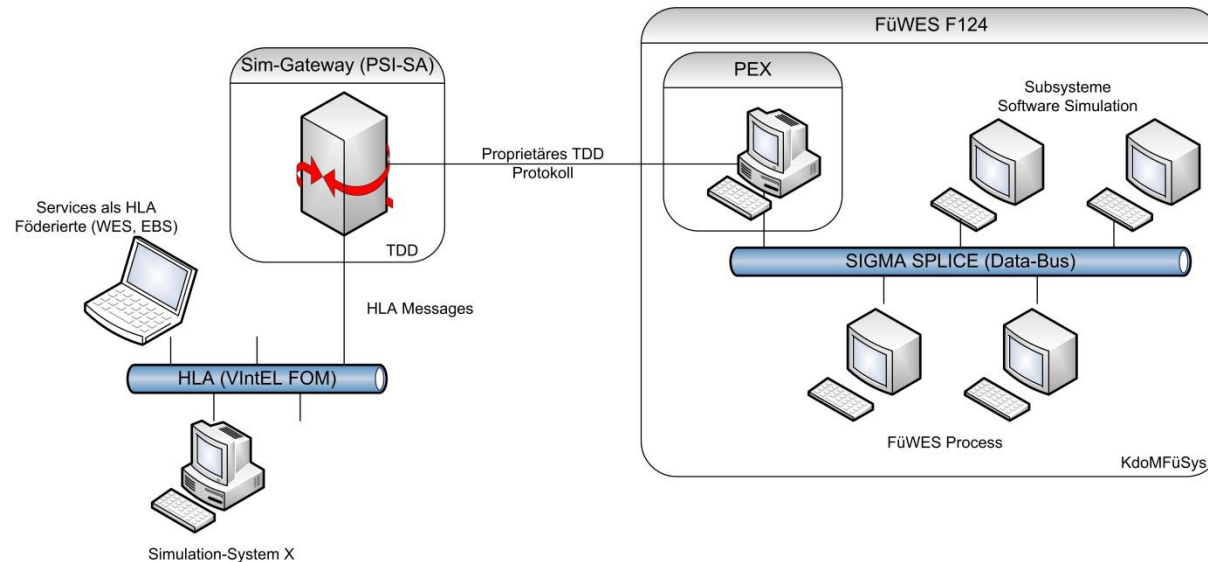 FüWES F124
Sim-Gateway (PSI-SA)
PEX
Subsysteme
Software Simulation
Proprietäres TDD
Protokoll
Services als HLA
Föderierte (WES, EBS)
TDD
SIGMA SPLICE (Data-Bus)
HLA Messages
HLA (VIntEL FOM)
FüWES Process
KdoMFüSys
Simulation-System X